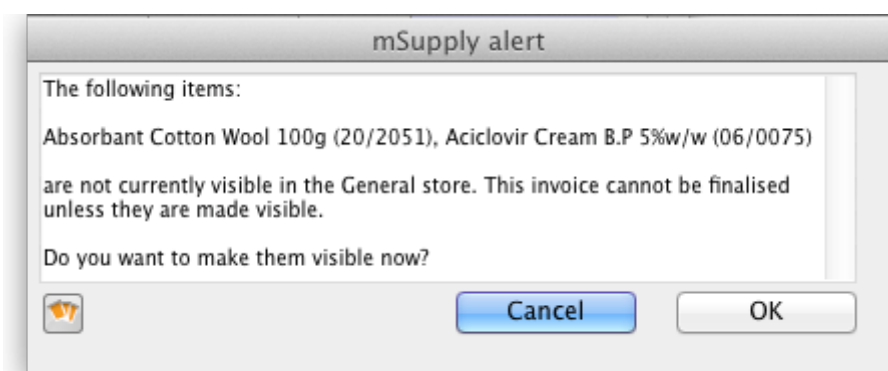 mSupply alert
The following items:
Absorbant Cotton Wool 100g (20/2051), Aciclovir Cream B.P 5%w/w (06/0075)
are not currently visible in the General store. This invoice cannot be finalised
unless they are made visible.
Do you want to make them visible now?
Cancel
OK